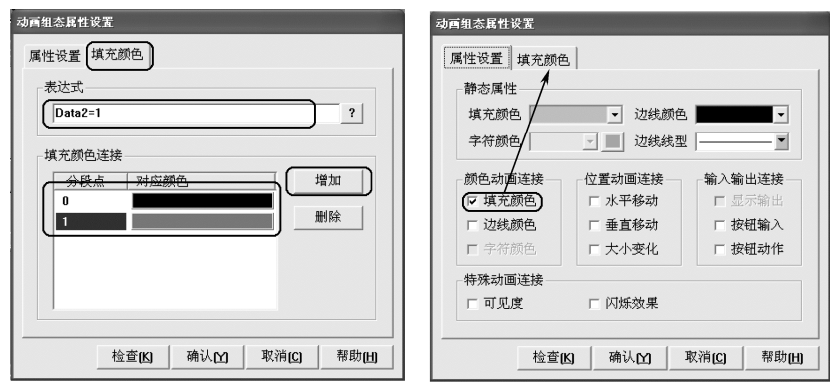 动画组态属性设置
属性设置 填充颜色
表达式
Data2=1 ?
填充颜色连接
分段点 对应颜色 增加
0
1 删除
检查(K) 确认(Y) 取消(C) 帮助(H)
动画组态属性设置
属性设置 填充颜色
静态属性
填充颜色 边线颜色
字符颜色 边线线型
颜色动画连接 位置动画连接 输入输出连接
填充颜色 水平移动 显示输出
边线颜色 垂直移动 按钮输入
字符颜色 大小变化 按钮动作
特殊动画连接
可见度 闪烁效果
检查(K) 确认(Y) 取消(C) 帮助(H)